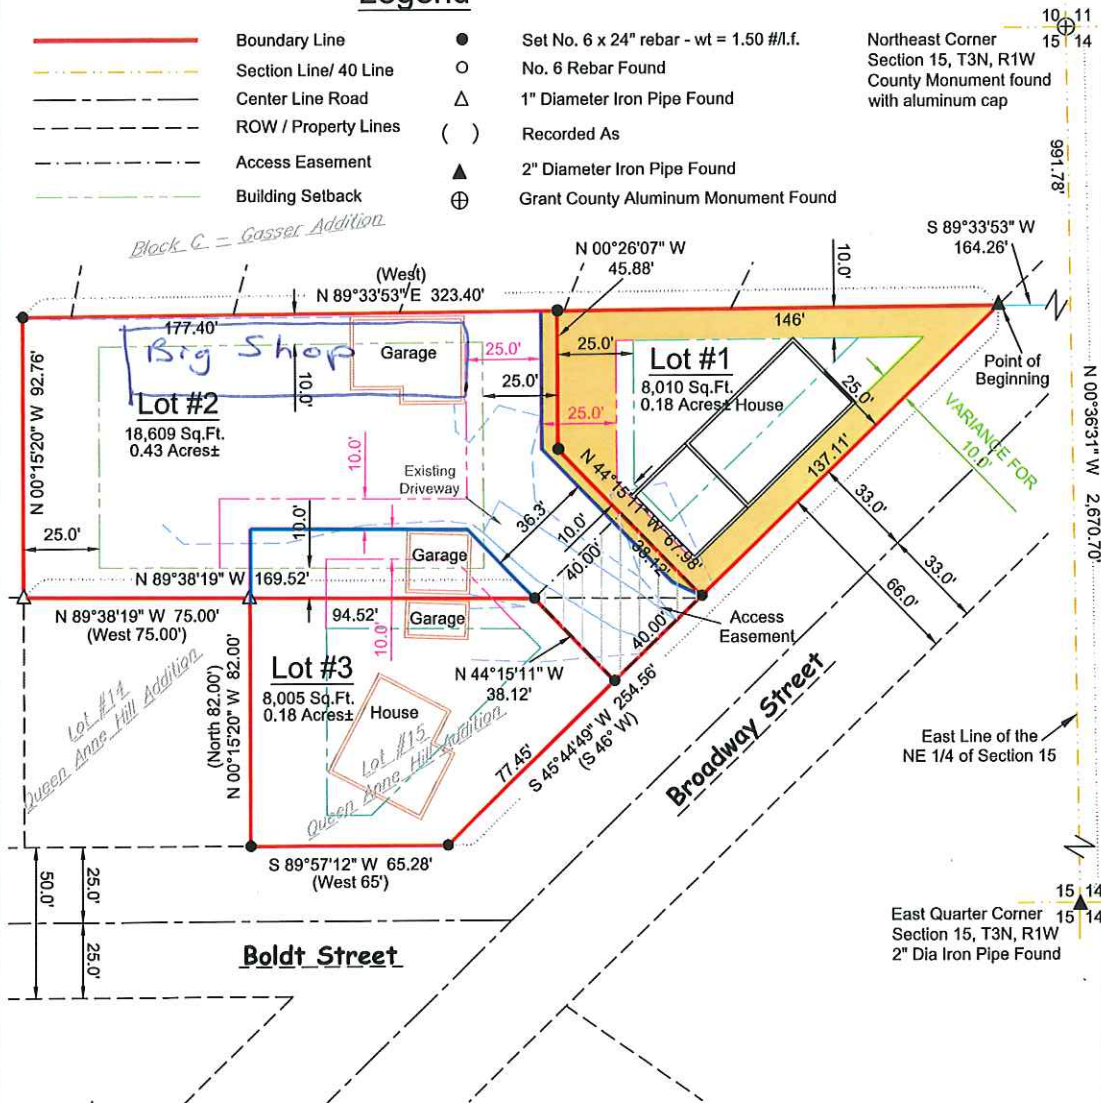 Legend
Boundary Line
Section Line/ 40 Line
Center Line Road
ROW / Property Lines
Access Easement
Building Setback
Set No. 6 x 24" rebar - wt = 1.50 #/l.f.
No. 6 Rebar Found
1" Diameter Iron Pipe Found
( ) Recorded As
2" Diameter Iron Pipe Found
Grant County Aluminum Monument Found
10 11
15 14
Northeast Corner
Section 15, T3N, R1W
County Monument found
with aluminum cap
991.78'
Block C - Gasser Addition
S 89°33'53" W
164.26'
N 00°26'07" W
45.88'
10.0'
(West)
N 89°33'53"E 323.40'
177.40'
146'
Big Shop
Garage
25.0'
25.0'
Lot #1
8,010 Sq.Ft.
0.18 Acres± House
25.0'
Point of
Beginning
10.0'
25.0'
Lot #2
18,609 Sq.Ft.
0.43 Acres±
25.0'
137.11'
VARIANCE FOR
10.0'
N 00°15'20" W 92.76'
N 00°36'31" W 2,670.70'
10.0'
Existing
Driveway
N 44°15'11" W 67.98'
36.3'
10.0'
38.12'
40.00'
33.0'
33.0'
66.0'
10.0'
25.0'
Garage
N 89°38'19" W 169.52'
N 89°38'19" W 75.00'
(West 75.00')
94.52'
Garage
10.0'
40.00'
Access
Easement
Lot #3
8,005 Sq.Ft.
0.18 Acres±
N 44°15'11" W
38.12'
(North 82.00')
N 00°15'20" W 82.00'
House
Lot #14
Queen Anne Hill Addition
Lot #15
Queen Anne Hill Addition
77.45'
S 45°44'49" W 254.56'
(S 46° W)
Broadway Street
East Line of the
NE 1/4 of Section 15
S 89°57'12" W 65.28'
(West 65')
50.0'
25.0'
25.0'
Boldt Street
15 14
15 14
East Quarter Corner
Section 15, T3N, R1W
2" Dia Iron Pipe Found